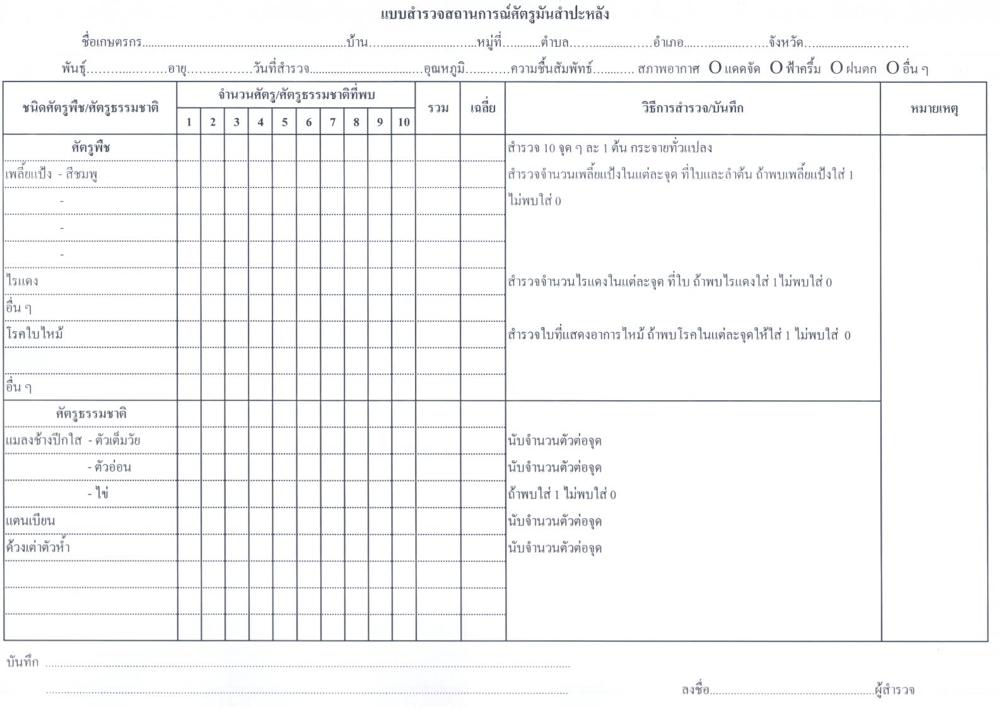 แบบสำรวจสถานการณ์ศัตรูมันสำปะหลัง
ชื่อเกษตรกร....................บ้าน....................หมู่ที่............ตำบล....................อำเภอ....................จังหวัด....................
พันธุ์....................อายุ....................วันที่สำรวจ....................อุณหภูมิ............ความชื้นสัมพัทธ์............ สภาพอากาศ O แดดจัด O ฟ้าครึ้ม O ฝนตก O อื่น ๆ
ชนิดศัตรูพืช/ศัตรูธรรมชาติ จำนวนศัตรู/ศัตรูธรรมชาติที่พบ รวม เฉลี่ย วิธีการสำรวจ/บันทึก หมายเหตุ
1 2 3 4 5 6 7 8 9 10
ศัตรูพืช สำรวจ 10 จุด ๆ ละ 1 ต้น กระจายทั่วแปลง
เพลี้ยแป้ง - สีชมพู สำรวจจำนวนเพลี้ยแป้งในแต่ละจุด ที่ใบและลำต้น ถ้าพบเพลี้ยแป้งใส่ 1
- ไม่พบใส่ 0
-
-
ไรแดง สำรวจจำนวนไรแดงในแต่ละจุด ที่ใบ ถ้าพบไรแดงใส่ 1 ไม่พบใส่ 0
อื่น ๆ
โรคใบไหม้ สำรวจใบที่แสดงอาการไหม้ ถ้าพบโรคในแต่ละจุดให้ใส่ 1 ไม่พบใส่ 0
อื่น ๆ
ศัตรูธรรมชาติ
แมลงช้างปีกใส - ตัวเต็มวัย นับจำนวนตัวต่อจุด
- ตัวอ่อน นับจำนวนตัวต่อจุด
- ไข่ ถ้าพบใส่ 1 ไม่พบใส่ 0
แตนเบียน นับจำนวนตัวต่อจุด
ด้วงเต่าตัวห้ำ นับจำนวนตัวต่อจุด
บันทึก ....................
ลงชื่อ....................ผู้สำรวจ